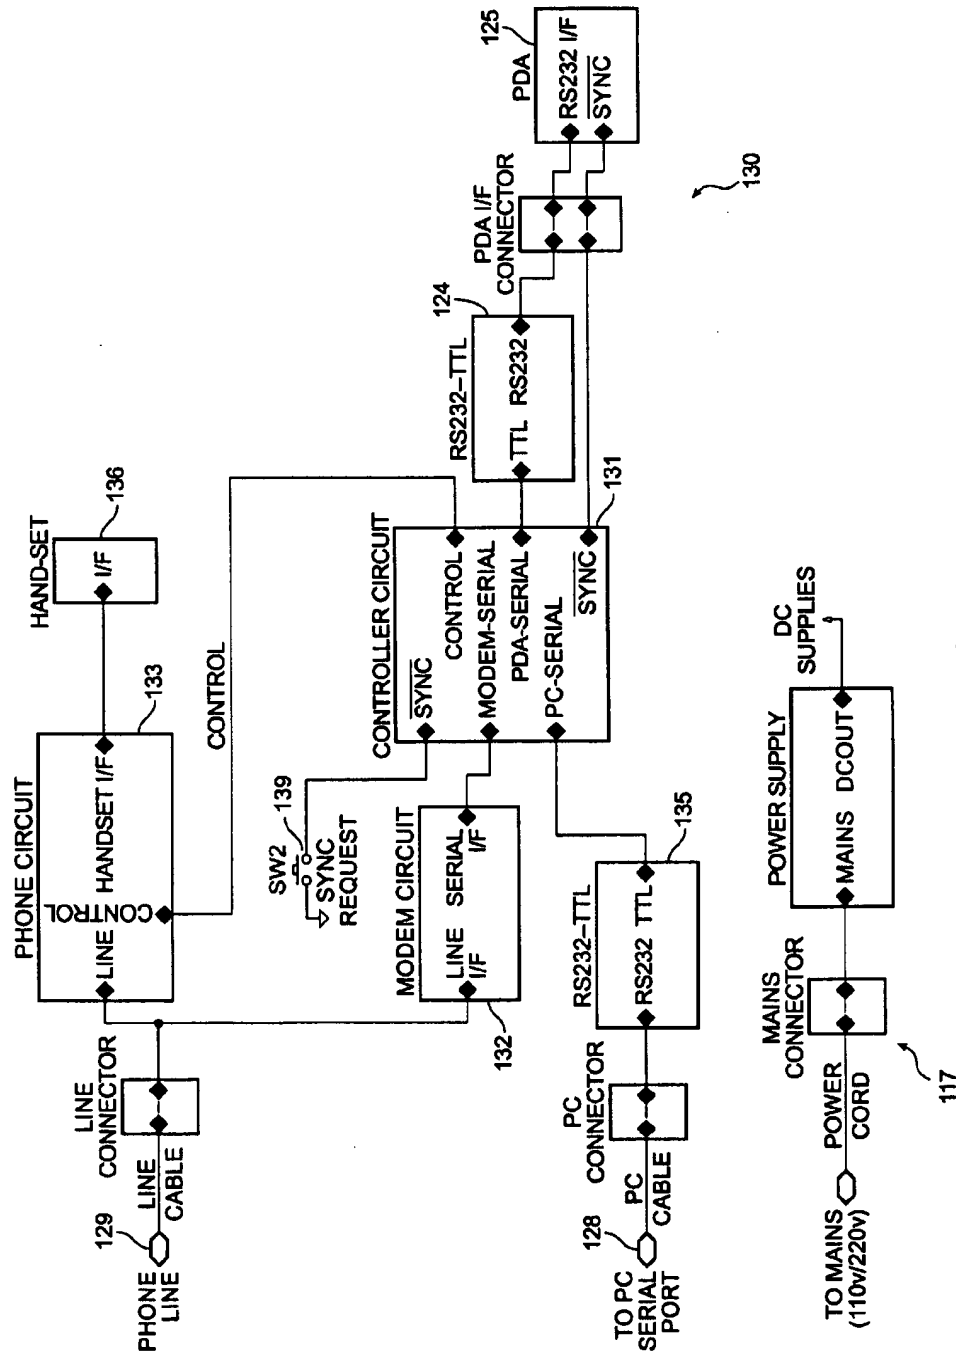 129
PHONE
LINE
LINE
CABLE
LINE
CONNECTOR
PHONE CIRCUIT
133
LINE
CONTROL
HANDSET I/F
HAND-SET
136
I/F
CONTROL
SW2
139
SYNC
REQUEST
MODEM CIRCUIT
132
LINE
I/F
SERIAL
I/F
CONTROLLER CIRCUIT
131
SYNC
CONTROL
MODEM-SERIAL
PDA-SERIAL
PC-SERIAL
SYNC
RS232–TTL
124
TTL
RS232
PDA I/F
CONNECTOR
PDA
125
RS232 I/F
SYNC
130
128
TO PC
SERIAL
PORT
PC
CABLE
PC
CONNECTOR
RS232–TTL
135
RS232
TTL
TO MAINS
(110v/220v)
POWER
CORD
MAINS
CONNECTOR
117
POWER SUPPLY
MAINS
DCOUT
DC
SUPPLIES